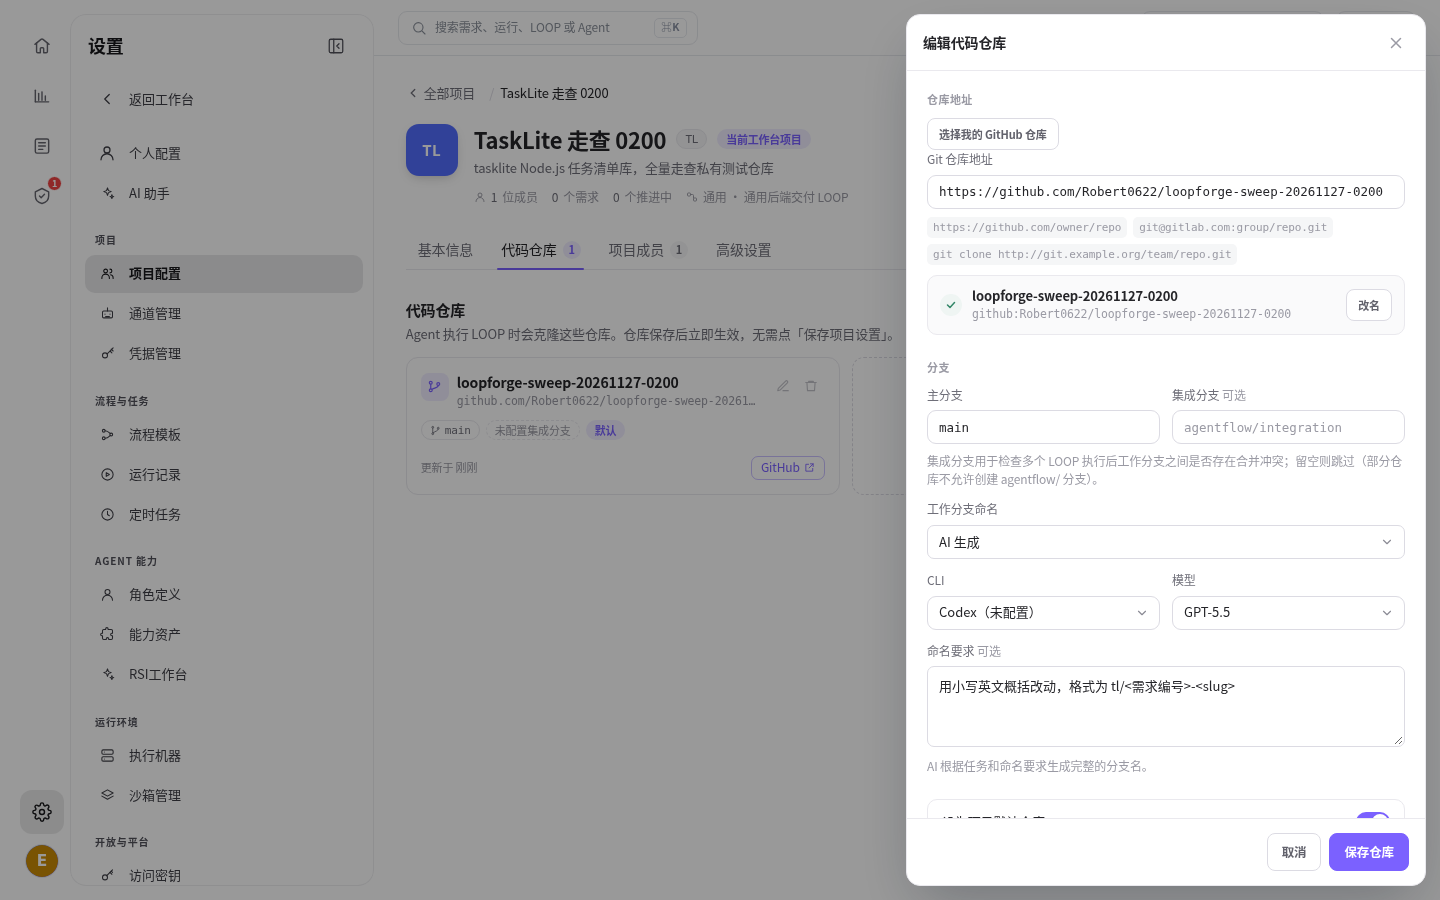 设置
返回工作台
个人配置
AI 助手
1
项目
项目配置
通道管理
凭据管理
流程与任务
流程模板
运行记录
定时任务
AGENT 能力
角色定义
能力资产
RSI工作台
运行环境
执行机器
沙箱管理
开放与平台
访问密钥
E
搜索需求、运行、LOOP 或 Agent
⌘K
全部项目 / TaskLite 走查 0200
TL
TaskLite 走查 0200 TL 当前工作台项目
tasklite Node.js 任务清单库，全量走查私有测试仓库
1 位成员 0 个需求 0 个推进中 通用 · 通用后端交付 LOOP
基本信息 代码仓库 1 项目成员 1 高级设置
代码仓库
Agent 执行 LOOP 时会克隆这些仓库。仓库保存后立即生效，无需点「保存项目设置」。
loopforge-sweep-20261127-0200
github.com/Robert0622/loopforge-sweep-20261…
main 未配置集成分支 默认
更新于 刚刚
GitHub
编辑代码仓库
仓库地址
选择我的 GitHub 仓库
Git 仓库地址
https://github.com/Robert0622/loopforge-sweep-20261127-0200
https://github.com/owner/repo git@gitlab.com:group/repo.git
git clone http://git.example.org/team/repo.git
loopforge-sweep-20261127-0200
github:Robert0622/loopforge-sweep-20261127-0200
改名
分支
主分支 集成分支 可选
main agentflow/integration
集成分支用于检查多个 LOOP 执行后工作分支之间是否存在合并冲突；留空则跳过（部分仓
库不允许创建 agentflow/ 分支）。
工作分支命名
AI 生成
CLI 模型
Codex（未配置） GPT-5.5
命名要求 可选
用小写英文概括改动，格式为 tl/<需求编号>-<slug>
AI 根据任务和命名要求生成完整的分支名。
取消 保存仓库